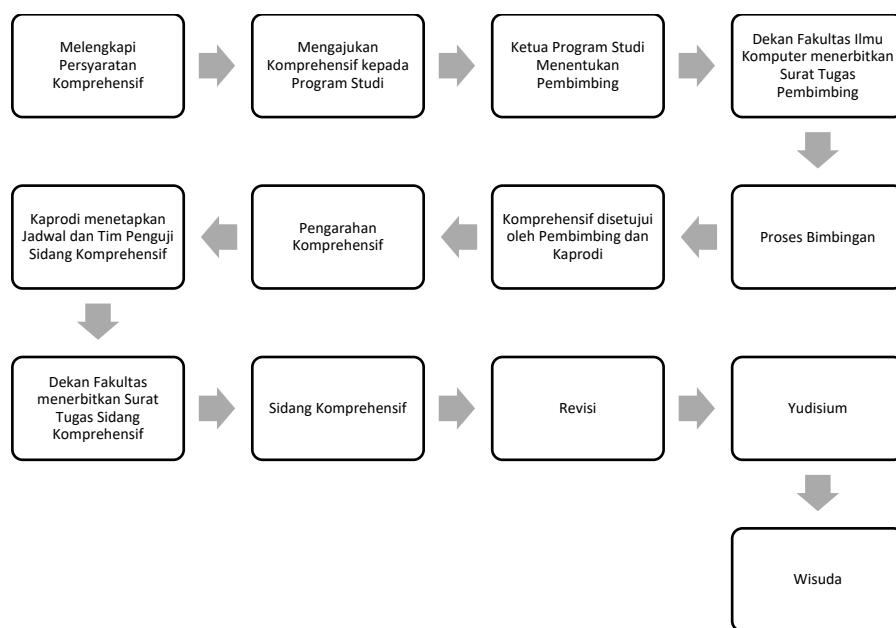 Melengkapi
Persyaratan
Komprehensif
Mengajukan
Komprehensif kepada
Program Studi
Ketua Program Studi
Menentukan
Pembimbing
Dekan Fakultas Ilmu
Komputer menerbitkan
Surat Tugas
Pembimbing
Proses Bimbingan
Komprehensif disetujui
oleh Pembimbing dan
Kaprodi
Pengarahan
Komprehensif
Kaprodi menetapkan
Jadwal dan Tim Penguji
Sidang Komprehensif
Dekan Fakultas
menerbitkan Surat
Tugas Sidang
Komprehensif
Sidang Komprehensif
Revisi
Yudisium
Wisuda